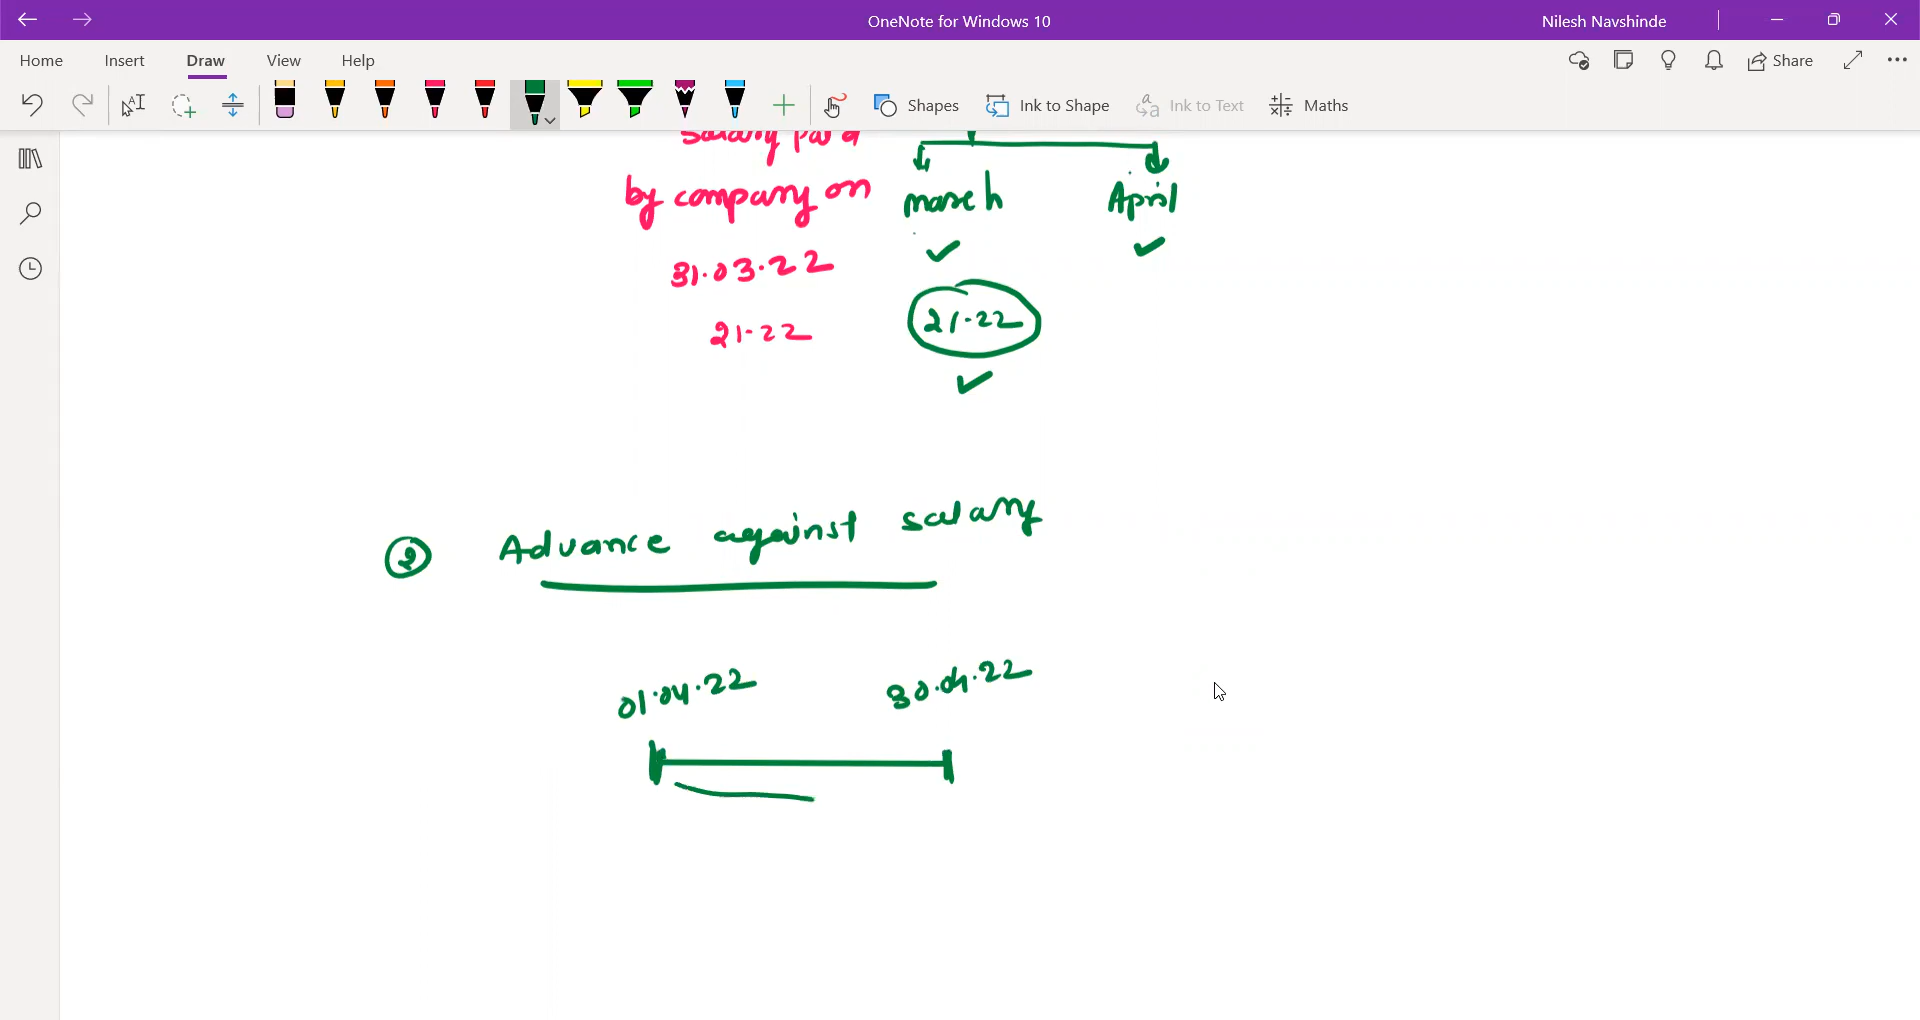 OneNote for Windows 10
Nilesh Navshinde
Home Insert Draw View Help
Share
Shapes Ink to Shape Ink to Text Maths
salary paid
by company on
march April
31.03.22
21-22
21-22
2 Advance against salary
01.04.22 30.04.22